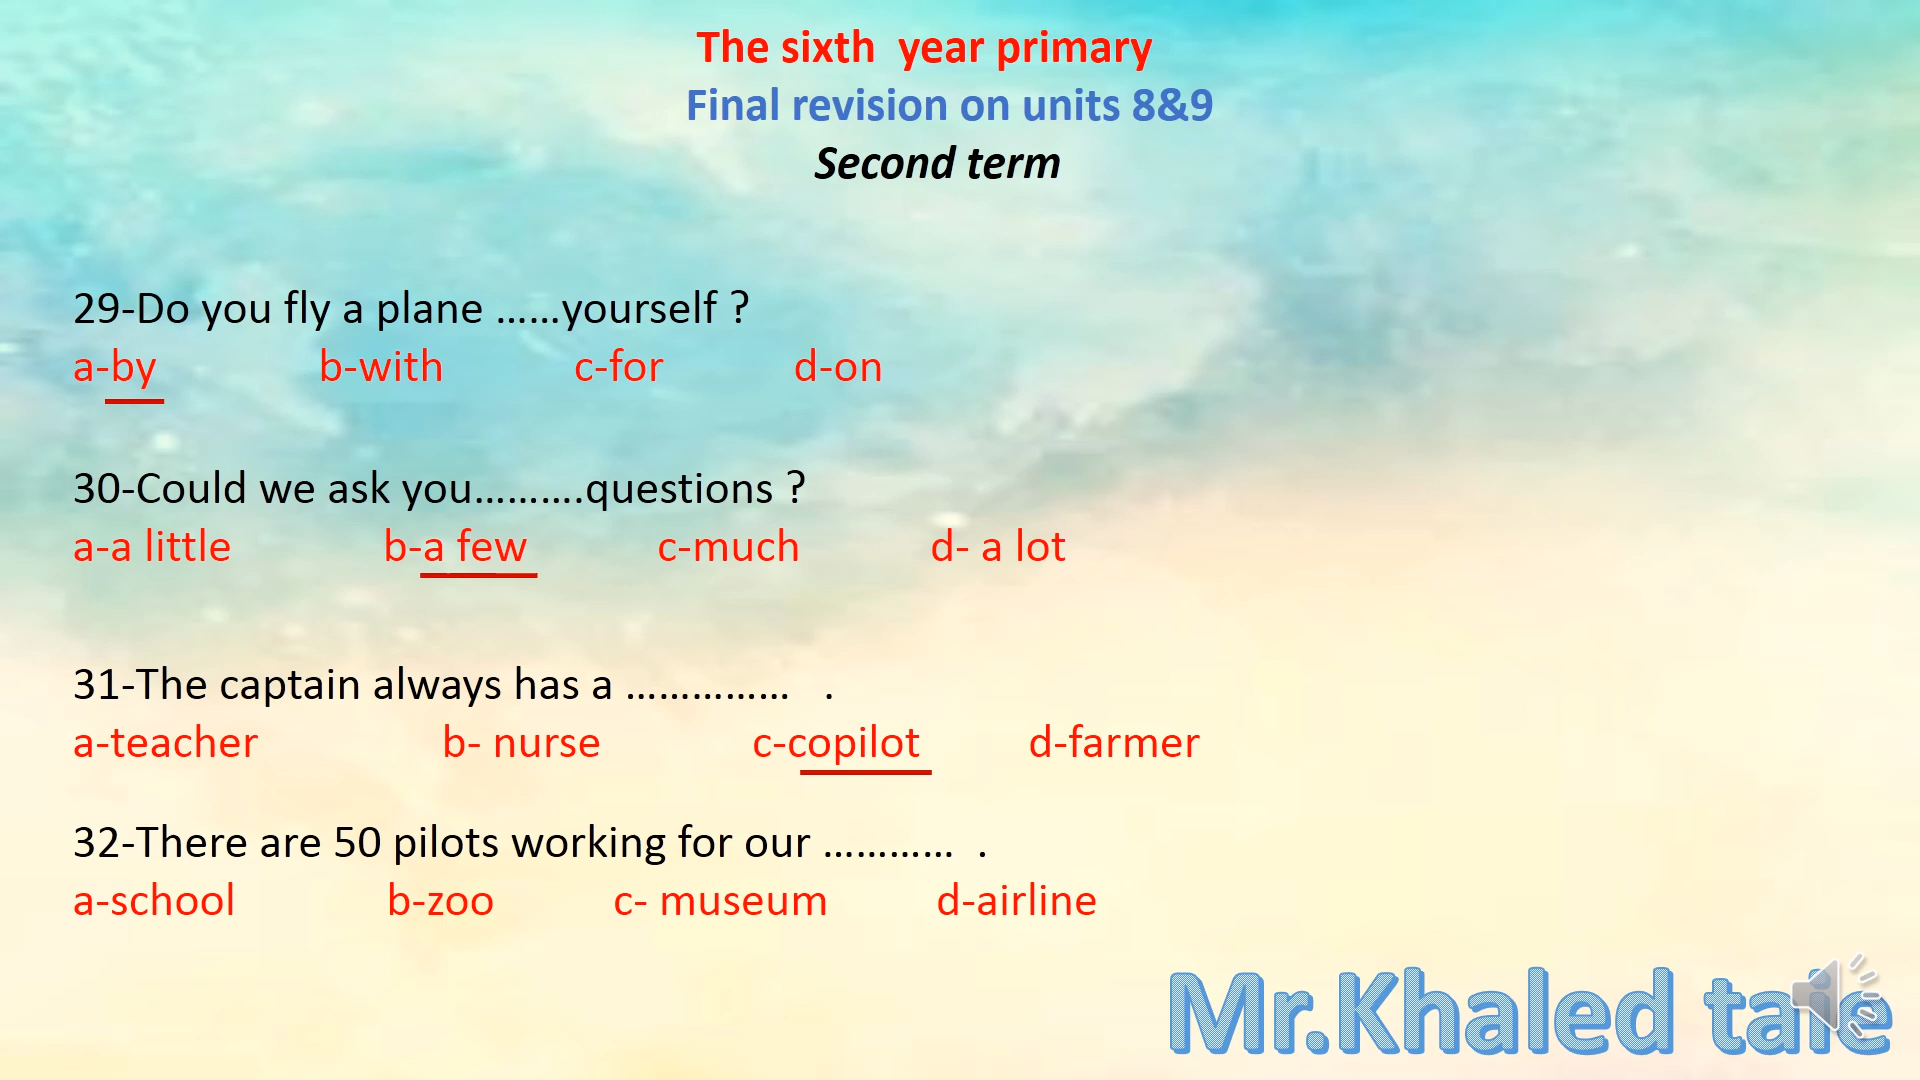 The sixth year primary
Final revision on units 8&9
Second term
29-Do you fly a plane ……yourself ?
a-by b-with c-for d-on
30-Could we ask you……….questions ?
a-a little b-a few c-much d- a lot
31-The captain always has a …………… .
a-teacher b- nurse c-copilot d-farmer
32-There are 50 pilots working for our ………… .
a-school b-zoo c- museum d-airline
Mr.Khaled